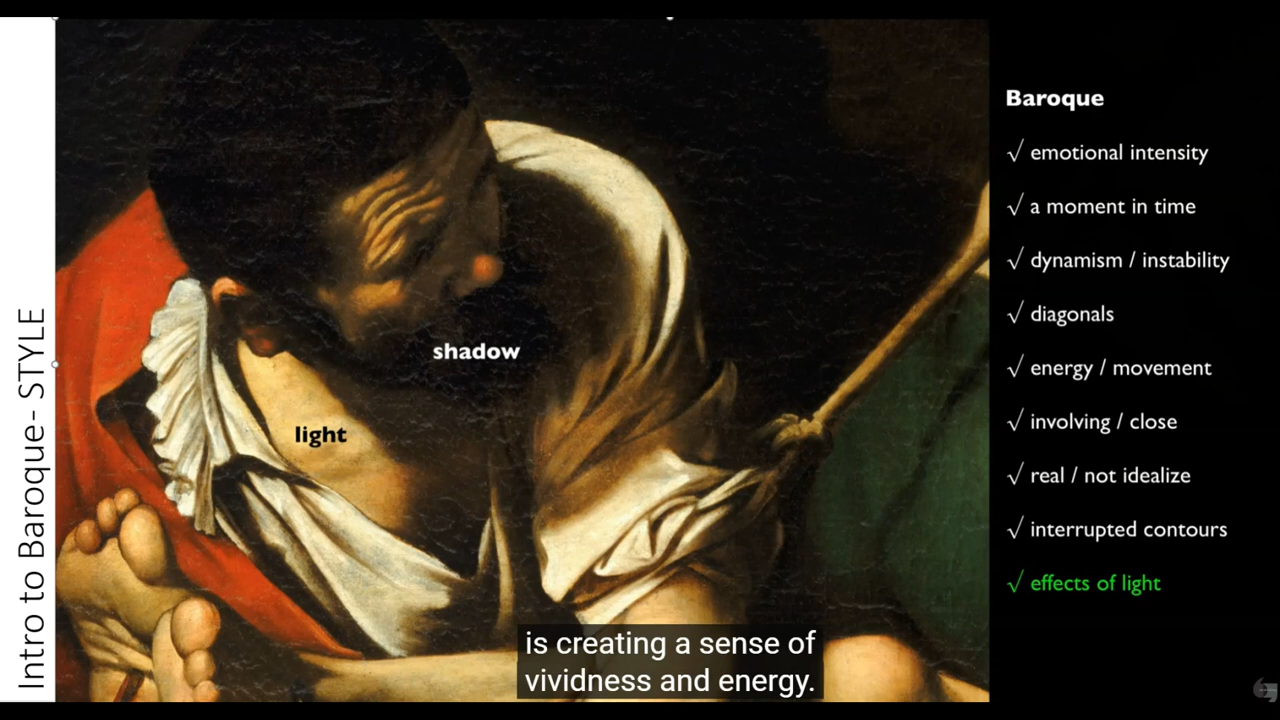 Intro to Baroque- STYLE
shadow
light
is creating a sense of
vividness and energy.
Baroque
√ emotional intensity
√ a moment in time
√ dynamism / instability
√ diagonals
√ energy / movement
√ involving / close
√ real / not idealize
√ interrupted contours
√ effects of light